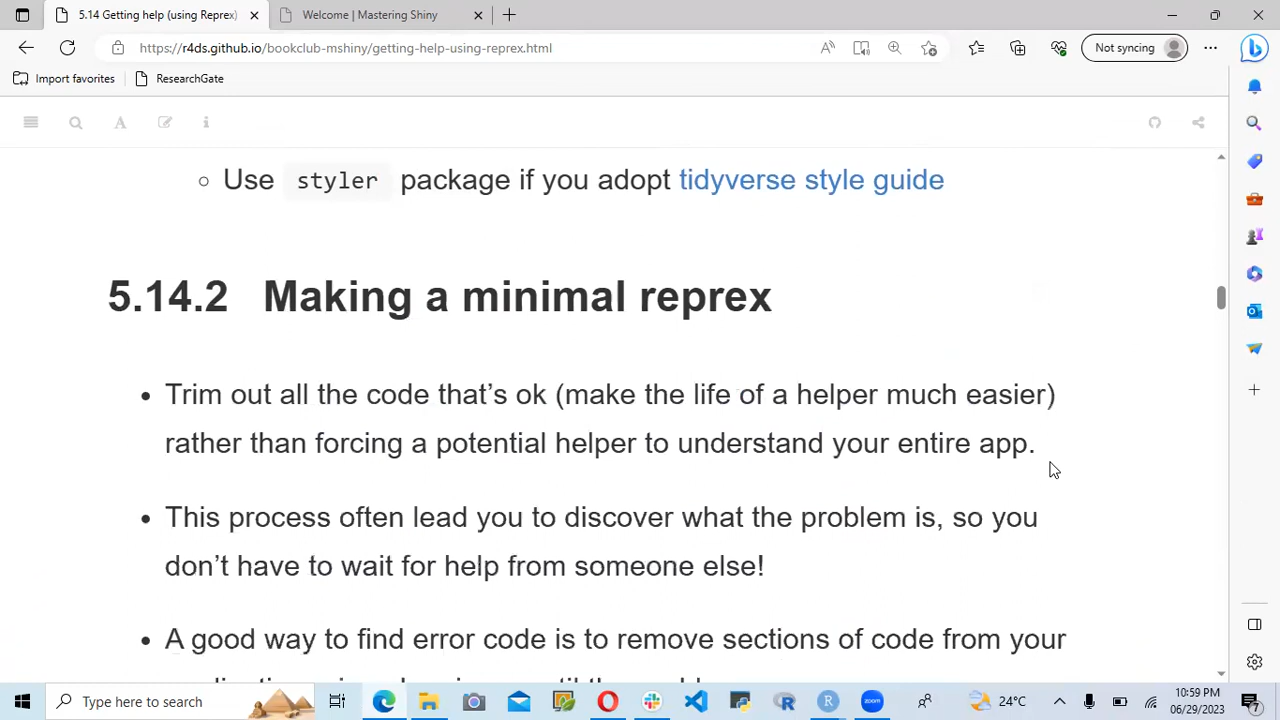 5.14 Getting help (using Reprex)
Welcome | Mastering Shiny
https://r4ds.github.io/bookclub-mshiny/getting-help-using-reprex.html
Not syncing
Import favorites
ResearchGate
Use styler package if you adopt tidyverse style guide
5.14.2 Making a minimal reprex
Trim out all the code that's ok (make the life of a helper much easier)
rather than forcing a potential helper to understand your entire app.
This process often lead you to discover what the problem is, so you
don't have to wait for help from someone else!
A good way to find error code is to remove sections of code from your
Type here to search
24°C
10:59 PM
06/29/2023